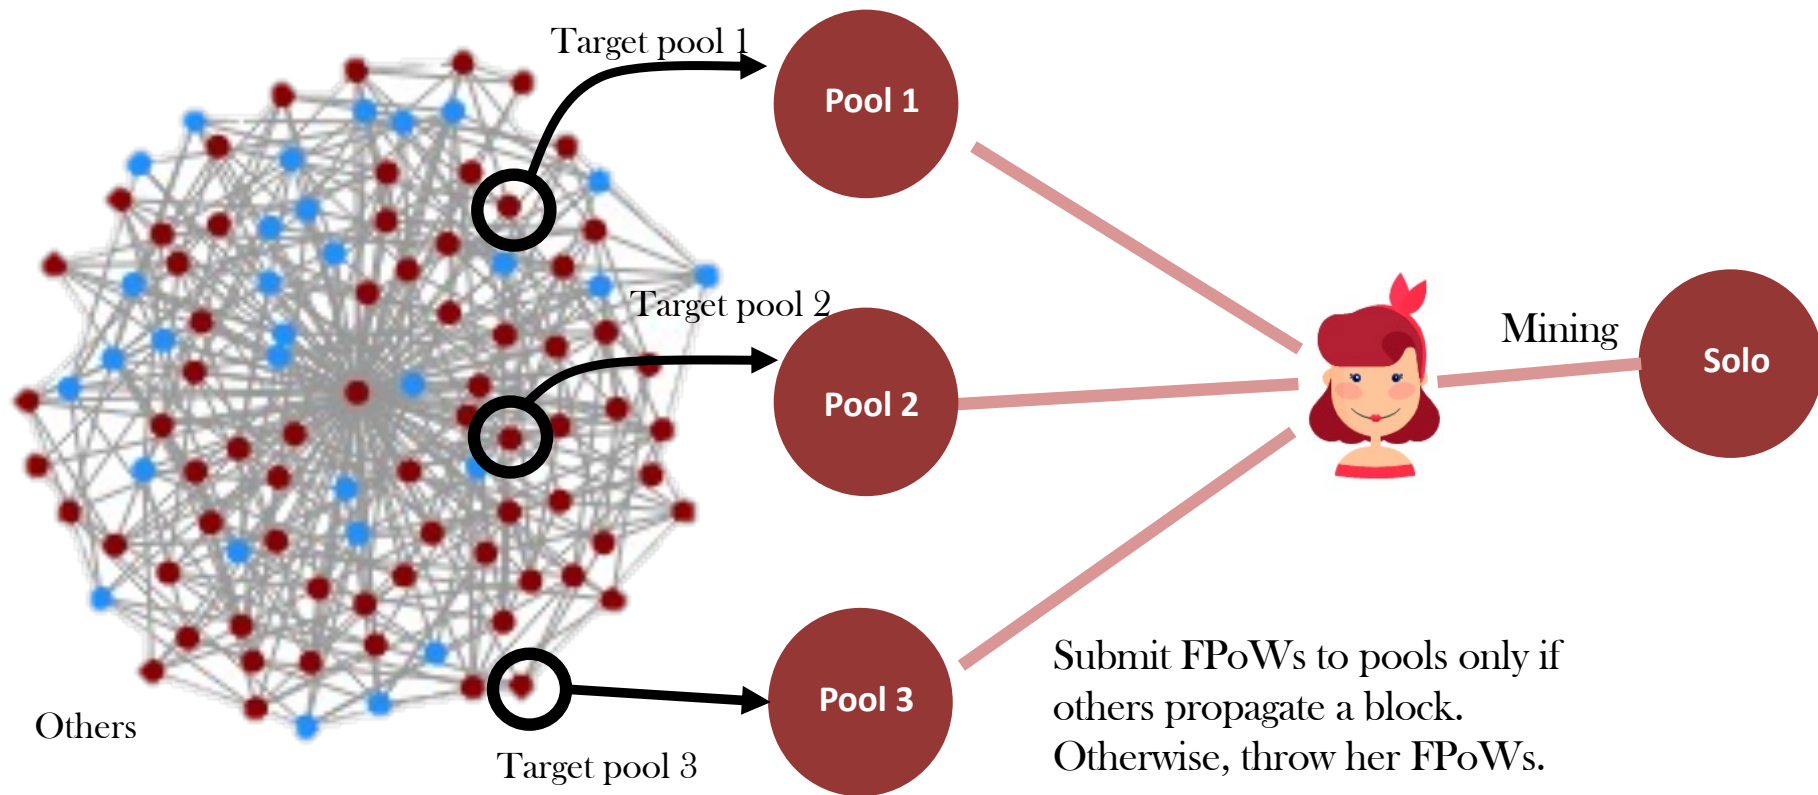 Target pool 1
Pool 1
Target pool 2
Pool 2
Mining
Solo
Pool 3
Others
Target pool 3
Submit FPoWs to pools only if
others propagate a block.
Otherwise, throw her FPoWs.